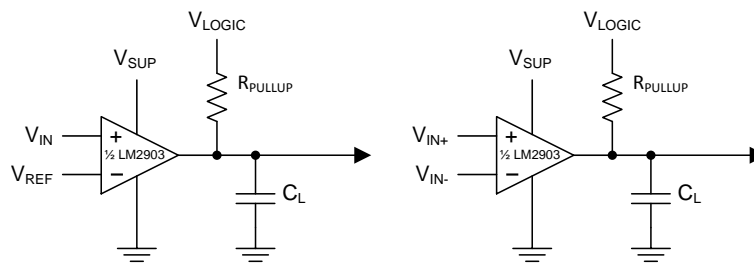 VLOGIC
VSUP
RPULLUP
VIN
+
½ LM2903
VREF
−
CL
VLOGIC
VSUP
RPULLUP
VIN+
+
½ LM2903
VIN-
−
CL